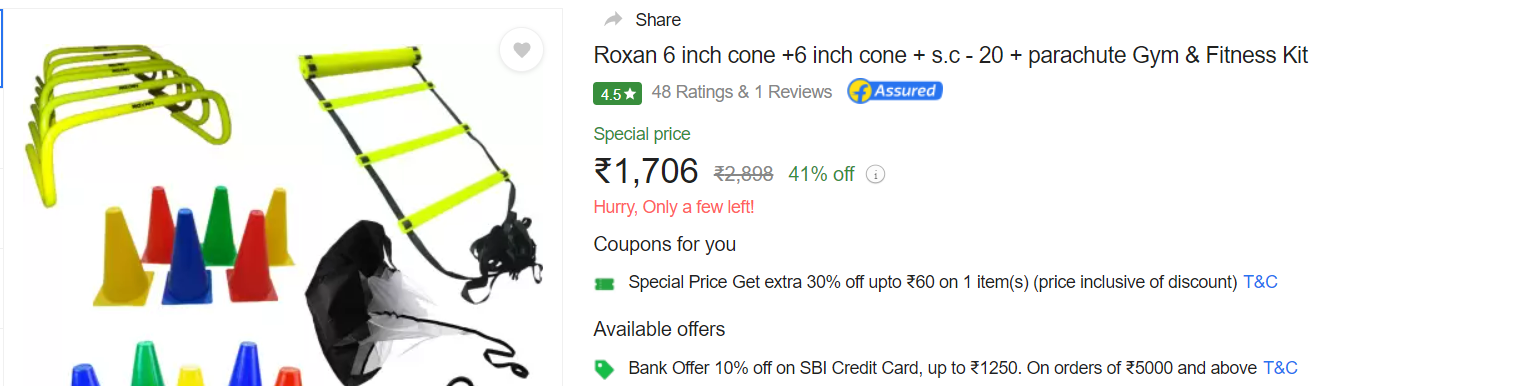 Share
Roxan 6 inch cone +6 inch cone + s.c - 20 + parachute Gym & Fitness Kit
4.5★ 48 Ratings & 1 Reviews Assured
Special price
₹1,706 ₹2,898 41% off
Hurry, Only a few left!
Coupons for you
Special Price Get extra 30% off upto ₹60 on 1 item(s) (price inclusive of discount) T&C
Available offers
Bank Offer 10% off on SBI Credit Card, up to ₹1250. On orders of ₹5000 and above T&C